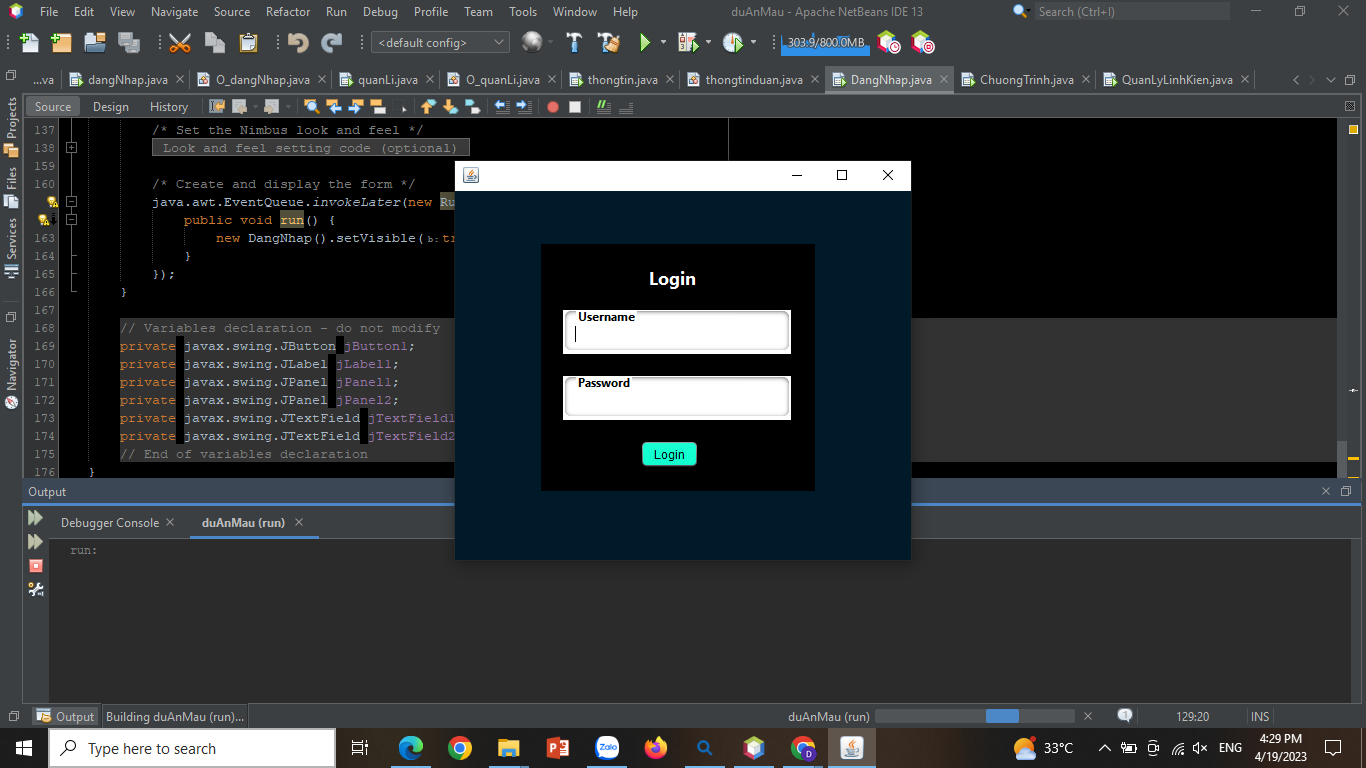 File Edit View Navigate Source Refactor Run Debug Profile Team Tools Window Help duAnMau - Apache NetBeans IDE 13 Search (Ctrl+I)
<default config> 303.9/800.0MB
...va dangNhap.java O_dangNhap.java quanLi.java O_quanLi.java thongtin.java thongtinduan.java DangNhap.java ChuongTrinh.java QuanLyLinhKien.java
Source Design History
Projects
Files
Services
Navigator
137 /* Set the Nimbus look and feel */
138 Look and feel setting code (optional)
159
160 /* Create and display the form */
java.awt.EventQueue.invokeLater(new Ru
public void run() {
163 new DangNhap().setVisible(b:tr
164 }
165 });
166 }
167
168 // Variables declaration - do not modify
169 private javax.swing.JButton jButton1;
170 private javax.swing.JLabel jLabel1;
171 private javax.swing.JPanel jPanel1;
172 private javax.swing.JPanel jPanel2;
173 private javax.swing.JTextField jTextField1
174 private javax.swing.JTextField jTextField2
175 // End of variables declaration
176 }
Login
Username
Password
Login
Output
Debugger Console duAnMau (run)
run:
Output Building duAnMau (run)... duAnMau (run) 1 129:20 INS
Type here to search Zalo D 33°C ENG 4:29 PM
4/19/2023